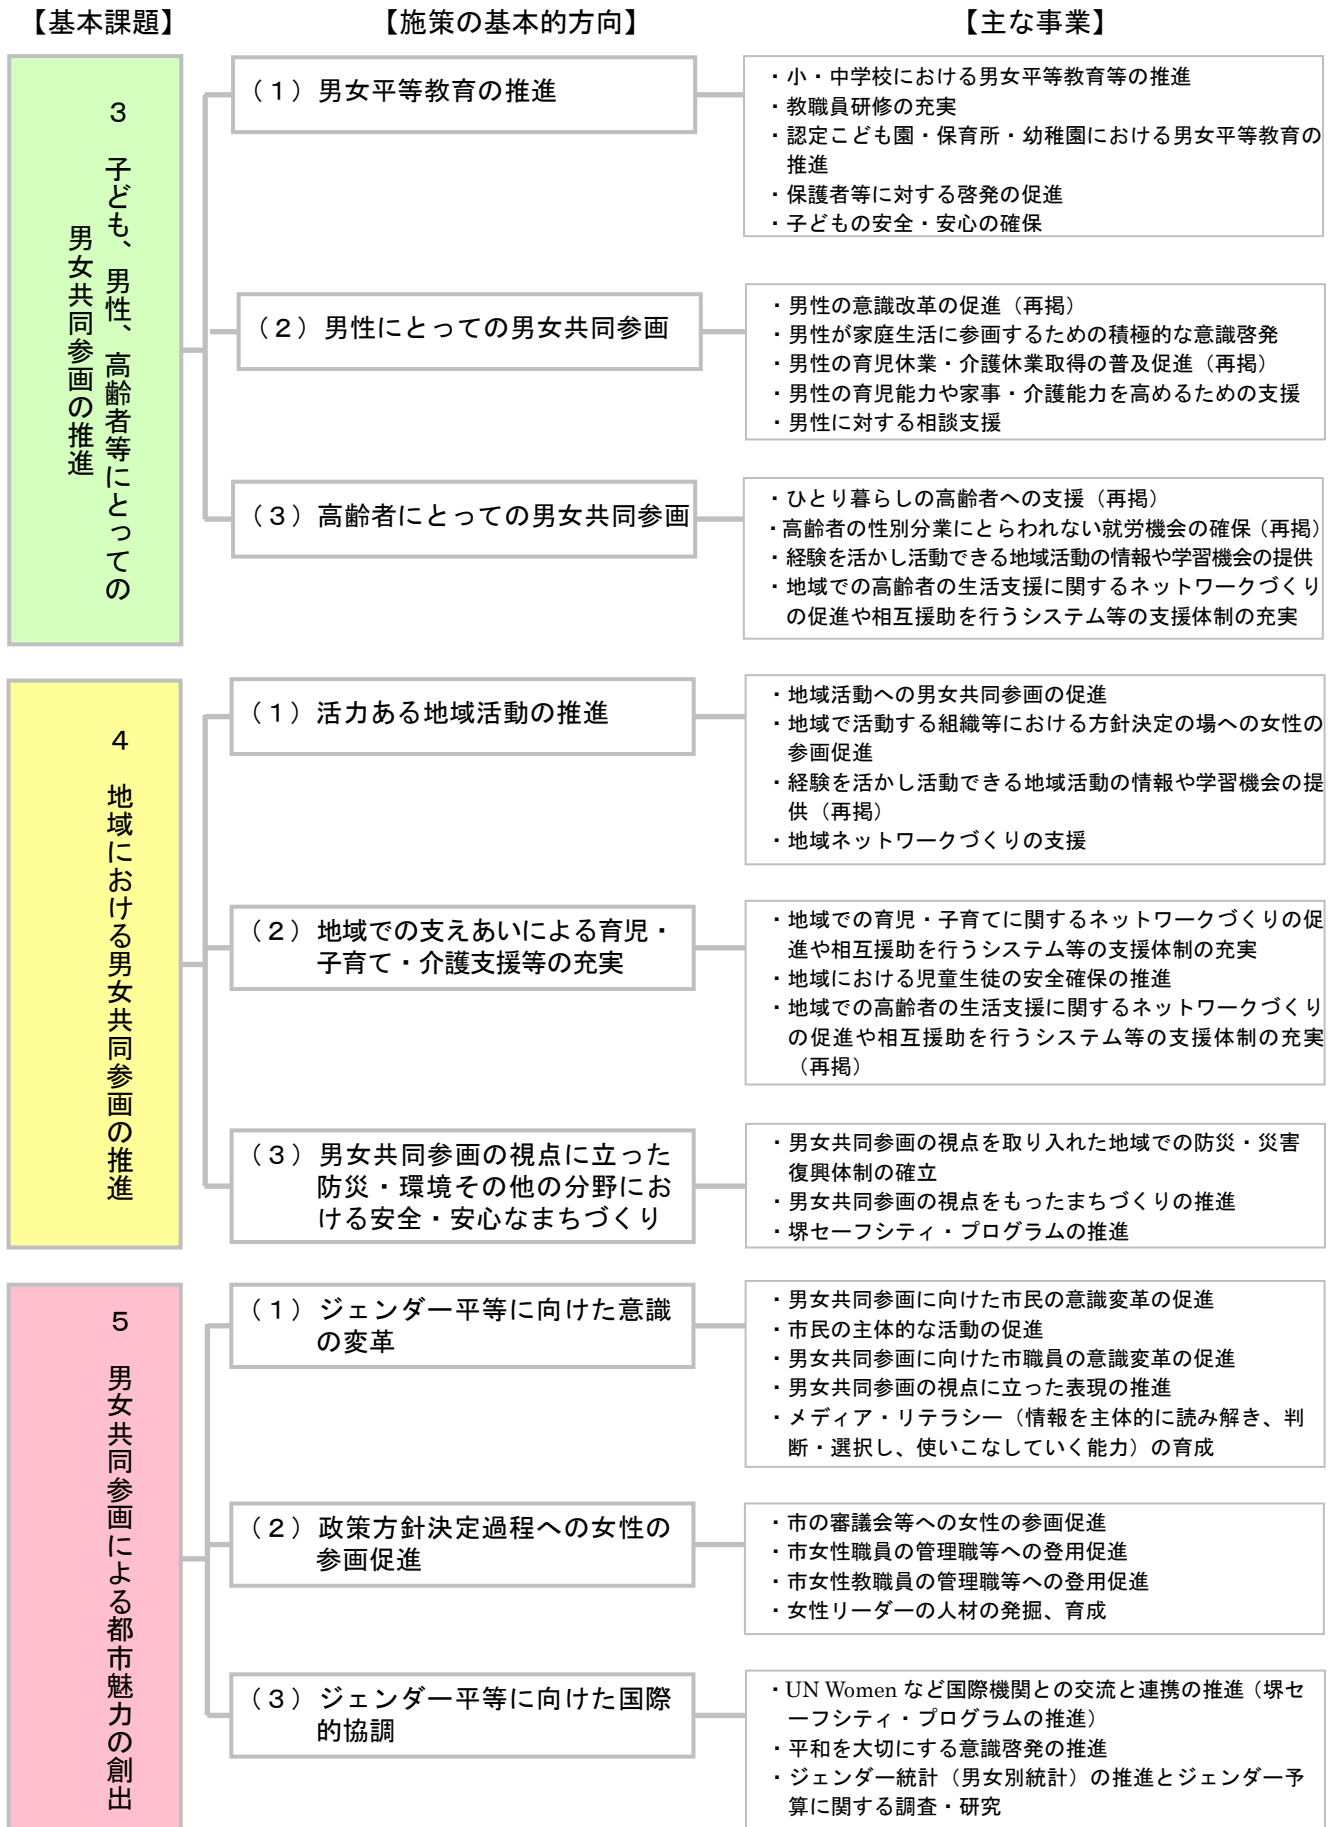 【基本課題】
【施策の基本的方向】
【主な事業】
3 子ども、男性、高齢者等にとっての
男女共同参画の推進
(1)男女平等教育の推進
・小・中学校における男女平等教育等の推進
・教職員研修の充実
・認定こども園・保育所・幼稚園における男女平等教育の
推進
・保護者等に対する啓発の促進
・子どもの安全・安心の確保
(2)男性にとっての男女共同参画
・男性の意識改革の促進(再掲)
・男性が家庭生活に参画するための積極的な意識啓発
・男性の育児休業・介護休業取得の普及促進(再掲)
・男性の育児能力や家事・介護能力を高めるための支援
・男性に対する相談支援
(3)高齢者にとっての男女共同参画
・ひとり暮らしの高齢者への支援(再掲)
・高齢者の性別分業にとらわれない就労機会の確保(再掲)
・経験を活かし活動できる地域活動の情報や学習機会の提供
・地域での高齢者の生活支援に関するネットワークづくり
の促進や相互援助を行うシステム等の支援体制の充実
4 地域における男女共同参画の推進
(1)活力ある地域活動の推進
・地域活動への男女共同参画の促進
・地域で活動する組織等における方針決定の場への女性の
参画促進
・経験を活かし活動できる地域活動の情報や学習機会の提
供(再掲)
・地域ネットワークづくりの支援
(2)地域での支えあいによる育児・
子育て・介護支援等の充実
・地域での育児・子育てに関するネットワークづくりの促
進や相互援助を行うシステム等の支援体制の充実
・地域における児童生徒の安全確保の推進
・地域での高齢者の生活支援に関するネットワークづくり
の促進や相互援助を行うシステム等の支援体制の充実
(再掲)
(3)男女共同参画の視点に立った
防災・環境その他の分野にお
ける安全・安心なまちづくり
・男女共同参画の視点を取り入れた地域での防災・災害
復興体制の確立
・男女共同参画の視点をもったまちづくりの推進
・堺セーフシティ・プログラムの推進
5 男女共同参画による都市魅力の創出
(1)ジェンダー平等に向けた意識
の変革
・男女共同参画に向けた市民の意識変革の促進
・市民の主体的な活動の促進
・男女共同参画に向けた市職員の意識変革の促進
・男女共同参画の視点に立った表現の推進
・メディア・リテラシー(情報を主体的に読み解き、判
断・選択し、使いこなしていく能力)の育成
(2)政策方針決定過程への女性の
参画促進
・市の審議会等への女性の参画促進
・市女性職員の管理職等への登用促進
・市女性教職員の管理職等への登用促進
・女性リーダーの人材の発掘、育成
(3)ジェンダー平等に向けた国際
的協調
・UN Women など国際機関との交流と連携の推進(堺セ
ーフシティ・プログラムの推進)
・平和を大切にする意識啓発の推進
・ジェンダー統計(男女別統計)の推進とジェンダー予
算に関する調査・研究